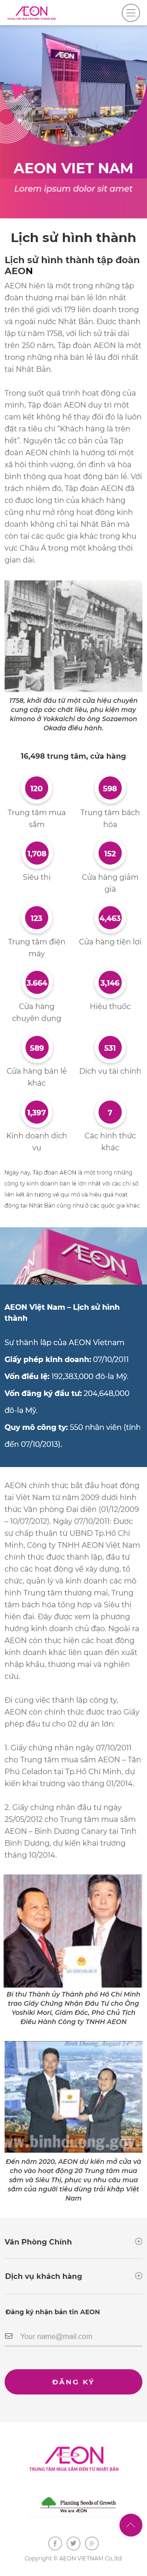 AEON
TRUNG TÂM MUA SẮM ĐẾN TỪ NHẬT BẢN
AEON VIET NAM
Lorem ipsum dolor sit amet
Lịch sử hình thành
Lịch sử hình thành tập đoàn
AEON
AEON hiện là một trong những tập
đoàn thương mại bán lẻ lớn nhất
trên thế giới với 179 liên doanh trong
và ngoài nước Nhật Bản. Được thành
lập từ năm 1758, với lịch sử trải dài
trên 250 năm, Tập đoàn AEON là một
trong những nhà bán lẻ lâu đời nhất
tại Nhật Bản.
Trong suốt quá trình hoạt động của
mình, Tập đoàn AEON duy trì một
cam kết không hề thay đổi đó là luôn
đặt ra tiêu chí "Khách hàng là trên
hết". Nguyên tắc cơ bản của Tập
đoàn AEON chính là hướng tới một
xã hội thịnh vượng, ổn định và hòa
bình thông qua hoạt động bán lẻ. Với
trách nhiệm đó, Tập đoàn AEON đã
có được lòng tin của khách hàng
cũng như mở rộng hoạt động kinh
doanh không chỉ tại Nhật Bản mà
còn tại các quốc gia khác trong khu
vực Châu Á trong một khoảng thời
gian dài.
1758, khởi đầu từ một cửa hiệu chuyên
cung cấp các chất liệu, phụ kiện may
kimono ở Yokkaichi do ông Sozaemon
Okada điều hành.
16,498 trung tâm, cửa hàng
120
598
Trung tâm mua
sắm
Trung tâm bách
hóa
1,708
152
Siêu thị
Cửa hàng giảm
giá
123
4,463
Trung tâm điện
máy
Cửa hàng tiện lợi
3.664
3,146
Cửa hàng
chuyên dụng
Hiệu thuốc
589
531
Cửa hàng bán lẻ
khác
Dịch vụ tài chính
1,397
7
Kinh doanh dịch
vụ
Các hình thức
khác
Ngày nay, Tập đoàn AEON là một trong những
công ty kinh doanh bán lẻ lớn nhất với các chỉ số
liên kết ấn tượng về quy mô và hiệu quả hoạt
động tại Nhật Bản cũng như ở các quốc gia khác.
AEON
AEON Việt Nam – Lịch sử hình
thành
Sự thành lập của AEON Vietnam
Giấy phép kinh doanh: 07/10/2011
Vốn điều lệ: 192,383,000 đô-la Mỹ.
Vốn đăng ký đầu tư: 204,648,000
đô-la Mỹ.
Quy mô công ty: 550 nhân viên (tính
đến 07/10/2013).
AEON chính thức bắt đầu hoạt động
tại Việt Nam từ năm 2009 dưới hình
thức Văn phòng Đại diện (01/12/2009
– 10/07/2012). Ngày 07/10/2011: Được
sự chấp thuận từ UBND Tp.Hồ Chí
Minh, Công ty TNHH AEON Việt Nam
chính thức được thành lập, đầu tư
cho các hoạt động về xây dựng, tổ
chức, quản lý và kinh doanh các mô
hình Trung tâm thương mại, Trung
tâm bách hóa tổng hợp và Siêu thị
hiện tại. Đây được xem là phương
hướng kinh doanh chủ đạo. Ngoài ra
AEON còn thực hiện các hoạt động
kinh doanh khác liên quan đến xuất
nhập khẩu, thương mại và nghiên
cứu.
Đi cùng việc thành lập công ty,
AEON còn chính thức được trao Giấy
phép đầu tư cho 02 dự án lớn:
1. Giấy chứng nhận ngày 07/10/2011
cho Trung tâm mua sắm AEON – Tân
Phú Celadon tại Tp.Hồ Chí Minh, dự
kiến khai trương vào tháng 01/2014.
2. Giấy chứng nhận đầu tư ngày
25/05/2012 cho Trung tâm mua sắm
AEON – Bình Dương Canary tại Tỉnh
Bình Dương, dự kiến khai trương
tháng 10/2014.
Bí thư Thành ủy Thành phố Hồ Chí Minh
trao Giấy Chứng Nhận Đầu Tư cho Ông
Yoshiki Mori, Giám Đốc, Phó Chủ Tịch
Điều Hành Công ty TNHH AEON
Đến năm 2020, AEON dự kiến mở cửa và
cho vào hoạt động 20 Trung tâm mua
sắm và Siêu Thị, phục vụ nhu cầu mua
sắm của người tiêu dùng trải khắp Việt
Nam
Văn Phòng Chính
Dịch vụ khách hàng
Đăng ký nhận bản tin AEON
Your name@mail.com
ĐĂNG KÝ
AEON
TRUNG TÂM MUA SẮM ĐẾN TỪ NHẬT BẢN
Planting Seeds of Growth
We are ÆON
Copyright © AEON VIETNAM Co.,ltd